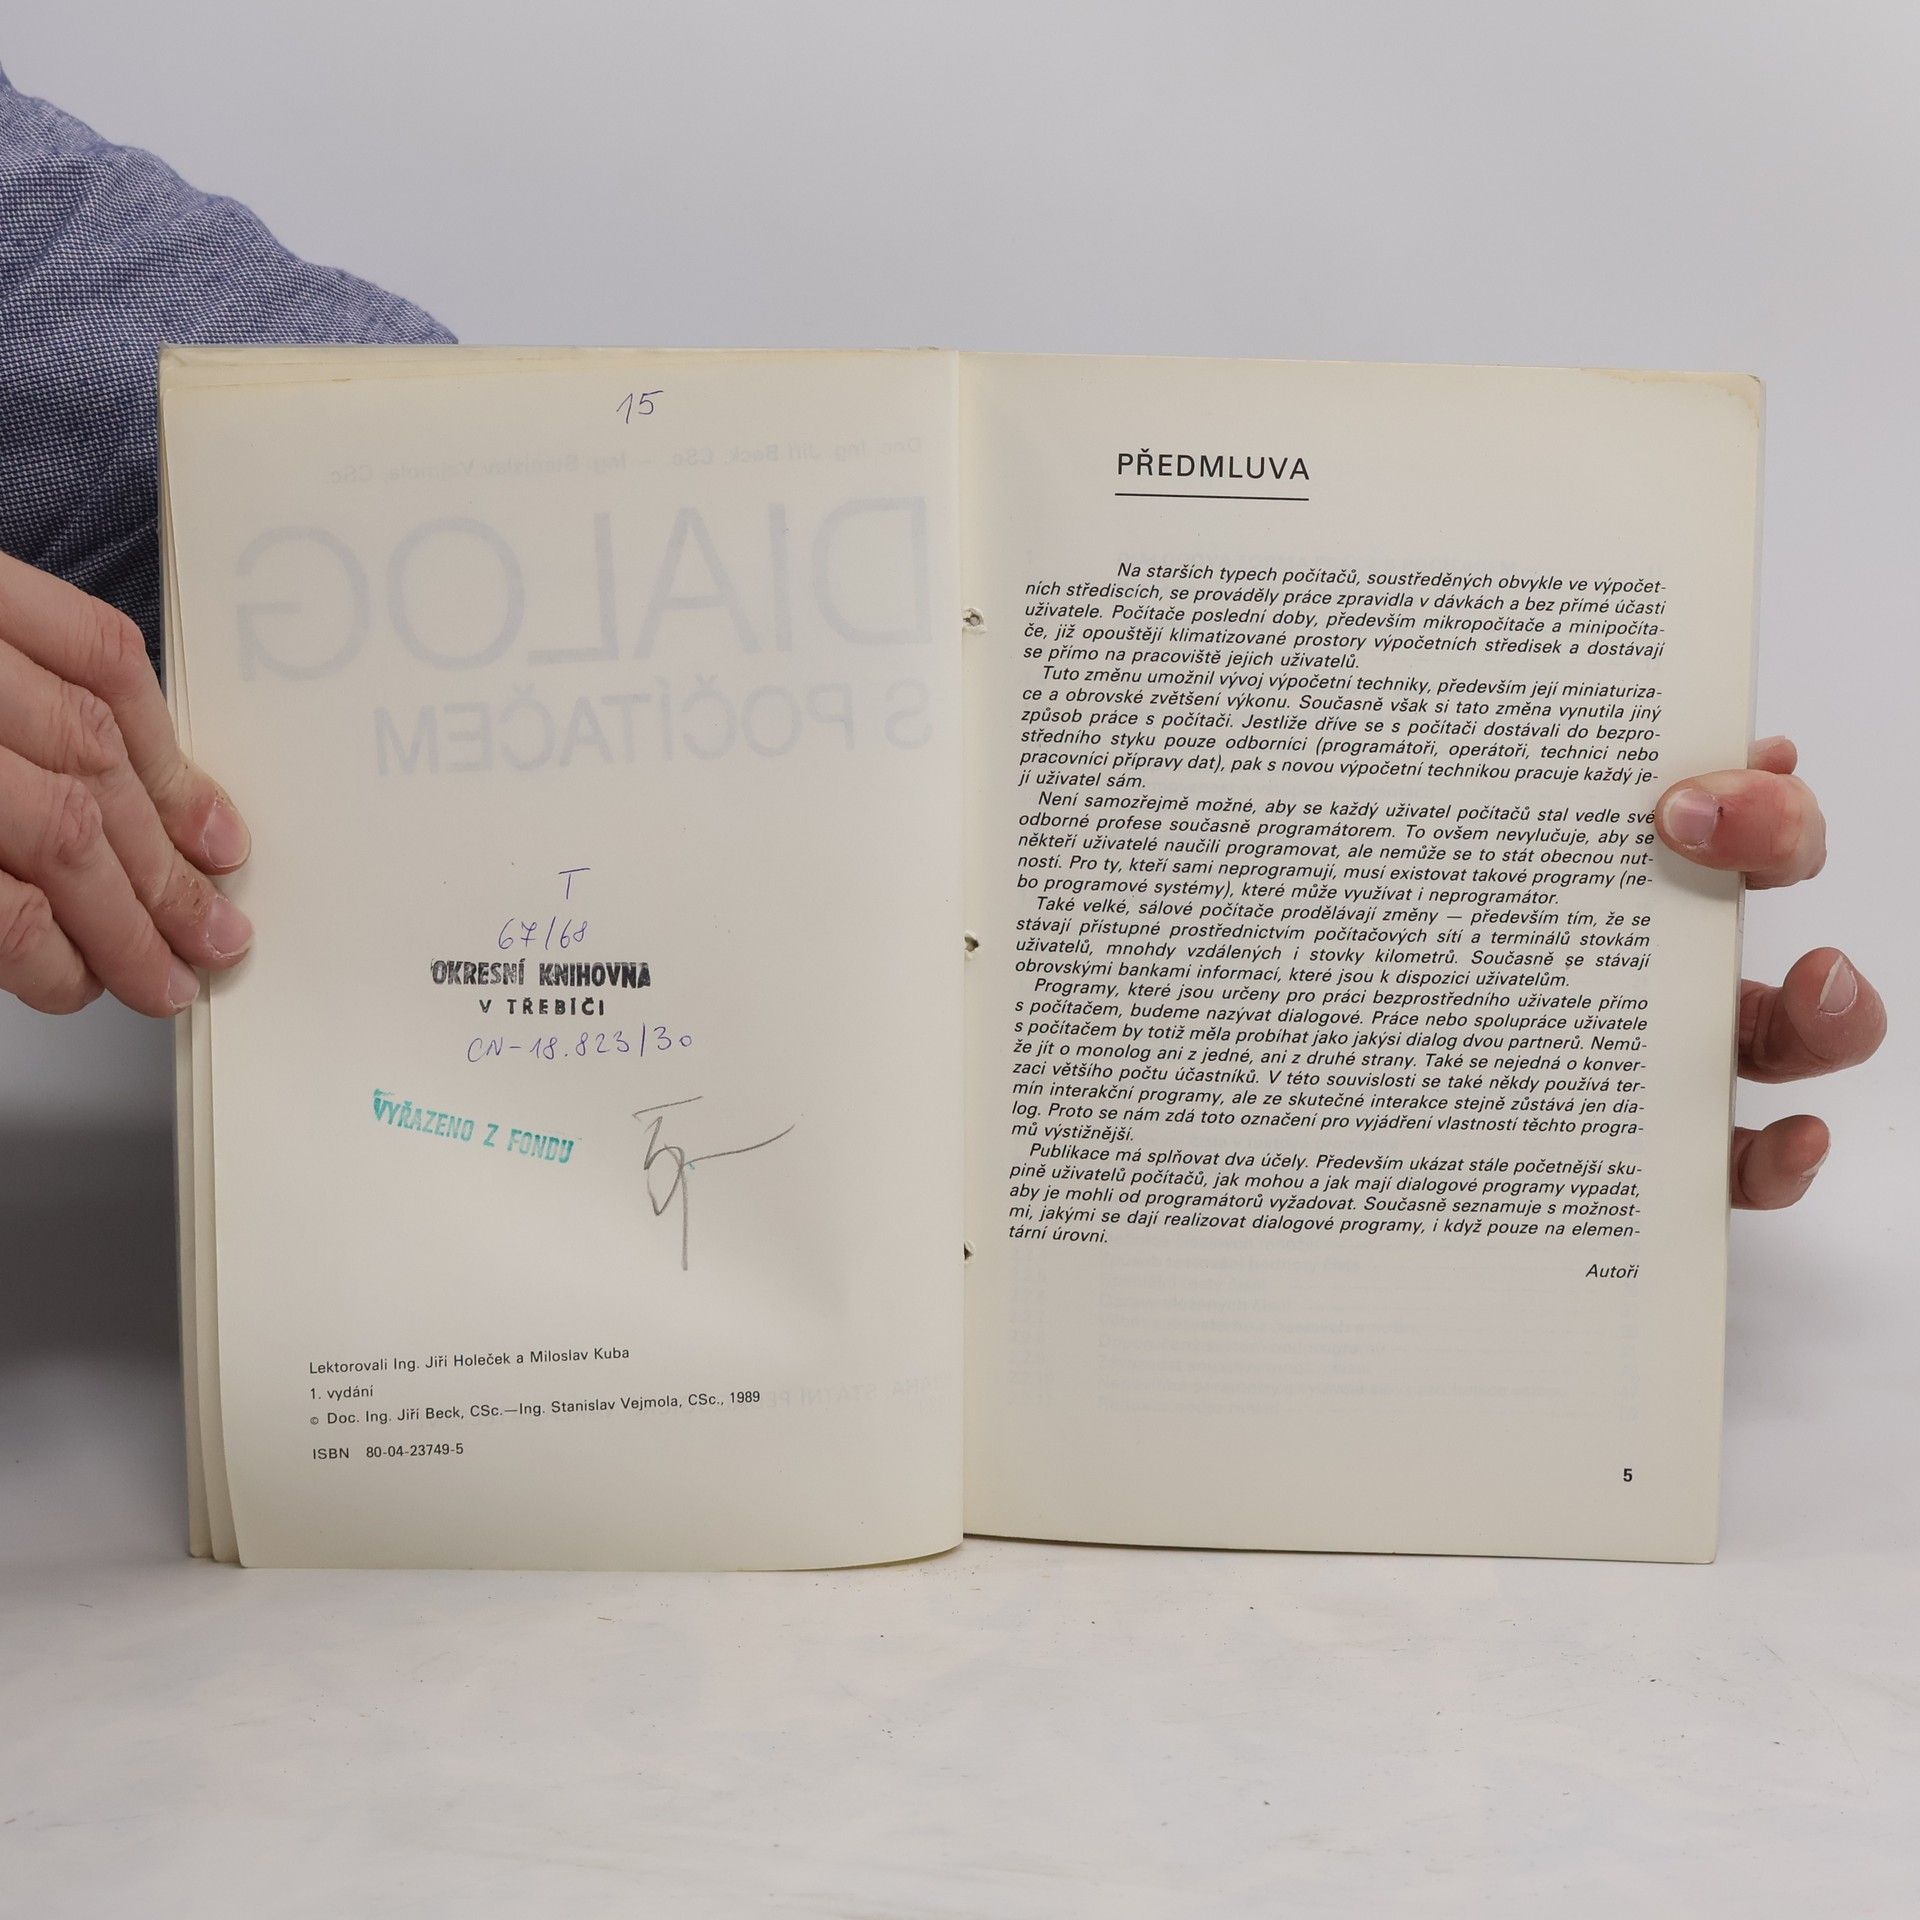 15
Doc. Ing. Jiří Beck, CSc. – Ing. Stanislav Vejmola, CSc.
DIALOG
S POČÍTAČEM
T
67/68
OKRESNÍ KNIHOVNA
V TŘEBÍČI
CN-18.823/30
VYŘAZENO Z FONDU
Lektorovali Ing. Jiří Holeček a Miloslav Kuba
1. vydání
© Doc. Ing. Jiří Beck, CSc.—Ing. Stanislav Vejmola, CSc., 1989
ISBN 80-04-23749-5
PŘEDMLUVA
Na starších typech počítačů, soustředěných obvykle ve výpočet-
ních střediscích, se prováděly práce zpravidla v dávkách a bez přímé účasti
uživatele. Počítače poslední doby, především mikropočítače a minipočíta-
če, již opouštějí klimatizované prostory výpočetních středisek a dostávají
se přímo na pracoviště jejich uživatelů.
Tuto změnu umožnil vývoj výpočetní techniky, především její miniaturiza-
ce a obrovské zvětšení výkonu. Současně však si tato změna vynutila jiný
způsob práce s počítači. Jestliže dříve se s počítači dostávali do bezpro-
středního styku pouze odborníci (programátoři, operátoři, technici nebo
pracovníci přípravy dat), pak s novou výpočetní technikou pracuje každý je-
jí uživatel sám.
Není samozřejmě možné, aby se každý uživatel počítačů stal vedle své
odborné profese současně programátorem. To ovšem nevylučuje, aby se
někteří uživatelé naučili programovat, ale nemůže se to stát obecnou nut-
ností. Pro ty, kteří sami neprogramují, musí existovat takové programy (ne-
bo programové systémy), které může využívat i neprogramátor.
Také velké, sálové počítače prodělávají změny — především tím, že se
stávají přístupné prostřednictvím počítačových sítí a terminálů stovkám
uživatelů, mnohdy vzdálených i stovky kilometrů. Současně se stávají
obrovskými bankami informací, které jsou k dispozici uživatelům.
Programy, které jsou určeny pro práci bezprostředního uživatele přímo
s počítačem, budeme nazývat dialogové. Práce nebo spolupráce uživatele
s počítačem by totiž měla probíhat jako jakýsi dialog dvou partnerů. Nemů-
že jít o monolog ani z jedné, ani z druhé strany. Také se nejedná o konver-
zaci většího počtu účastníků. V této souvislosti se také někdy používá ter-
mín interakční programy, ale ze skutečné interakce stejně zůstává jen dia-
log. Proto se nám zdá toto označení pro vyjádření vlastností těchto progra-
mů výstižnější.
Publikace má splňovat dva účely. Především ukázat stále početnější sku-
pině uživatelů počítačů, jak mohou a jak mají dialogové programy vypadat,
aby je mohli od programátorů vyžadovat. Současně seznamuje s možnost-
mi, jakými se dají realizovat dialogové programy, i když pouze na elemen-
tární úrovni.
Autoři
5